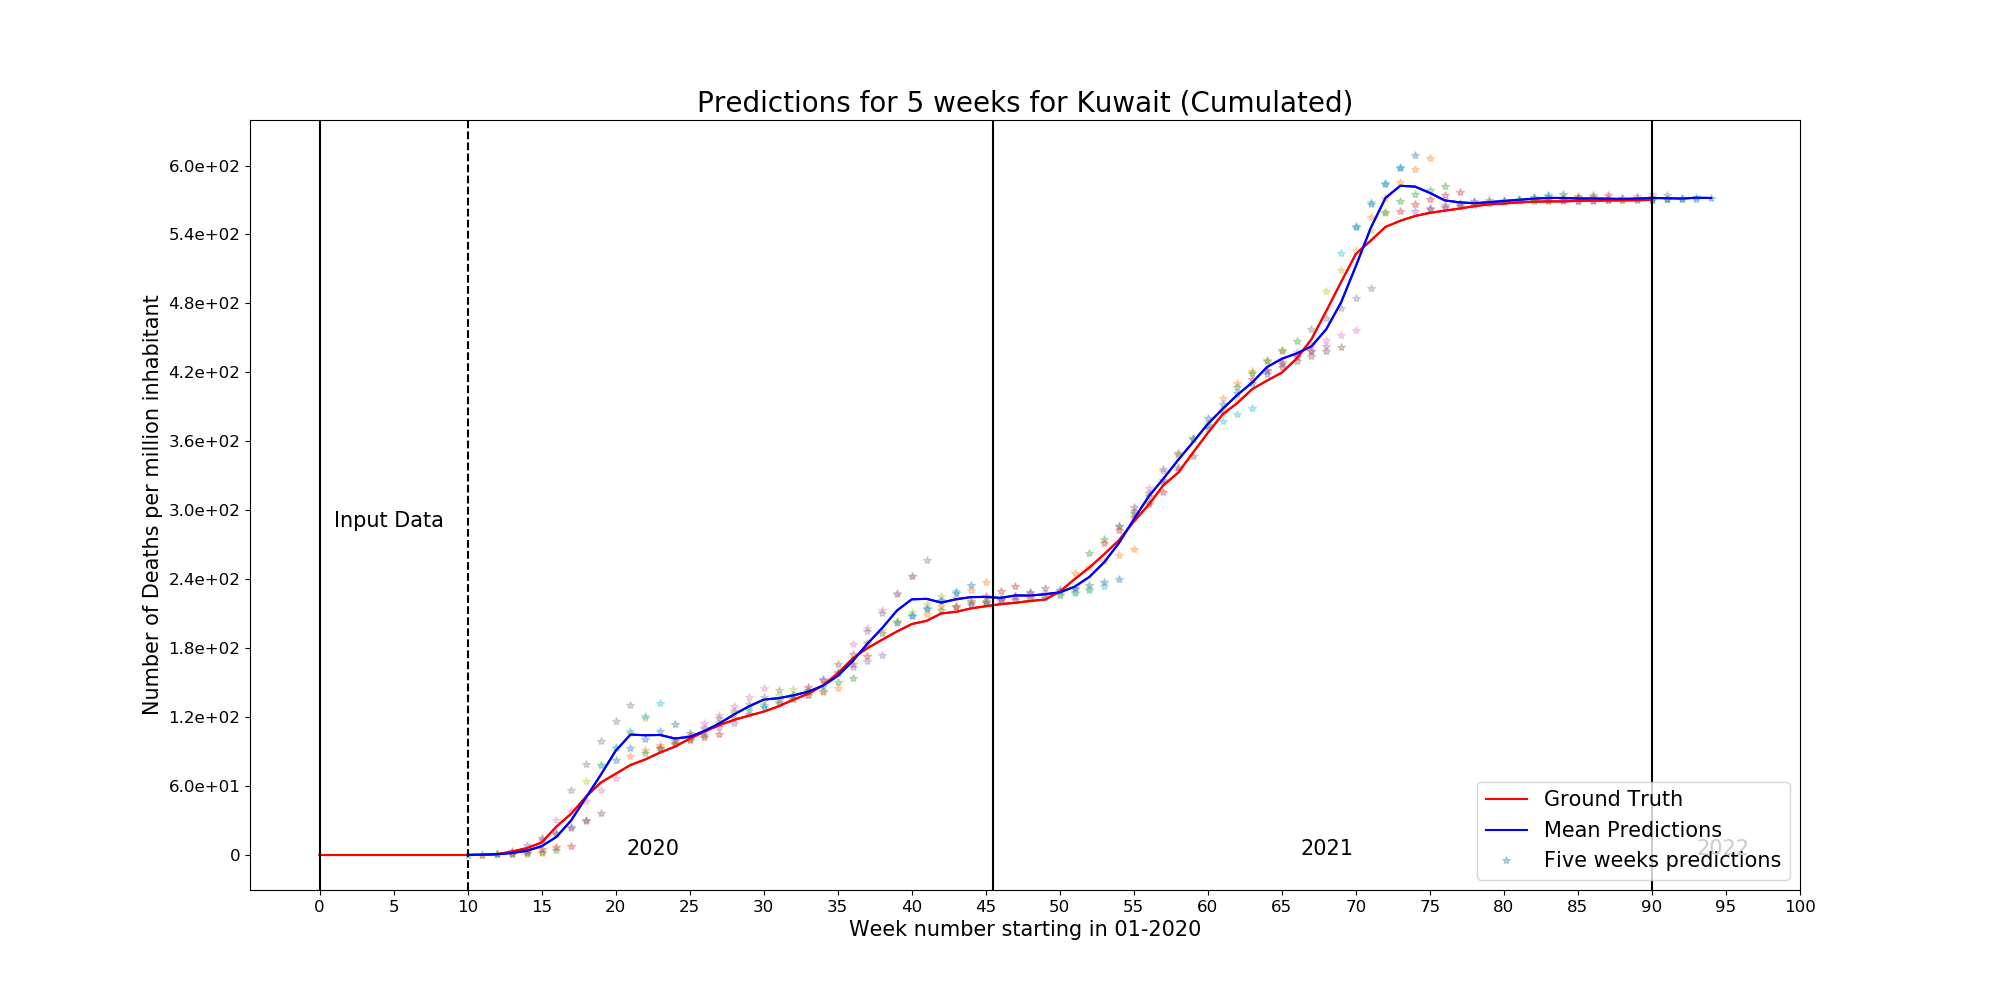 Predictions for 5 weeks for Kuwait (Cumulated)
Number of Deaths per million inhabitant
6.0e+02
5.4e+02
4.8e+02
4.2e+02
3.6e+02
3.0e+02
2.4e+02
1.8e+02
1.2e+02
6.0e+01
0
Input Data
2020
2021
2022
Ground Truth
Mean Predictions
Five weeks predictions
0 5 10 15 20 25 30 35 40 45 50 55 60 65 70 75 80 85 90 95 100
Week number starting in 01-2020